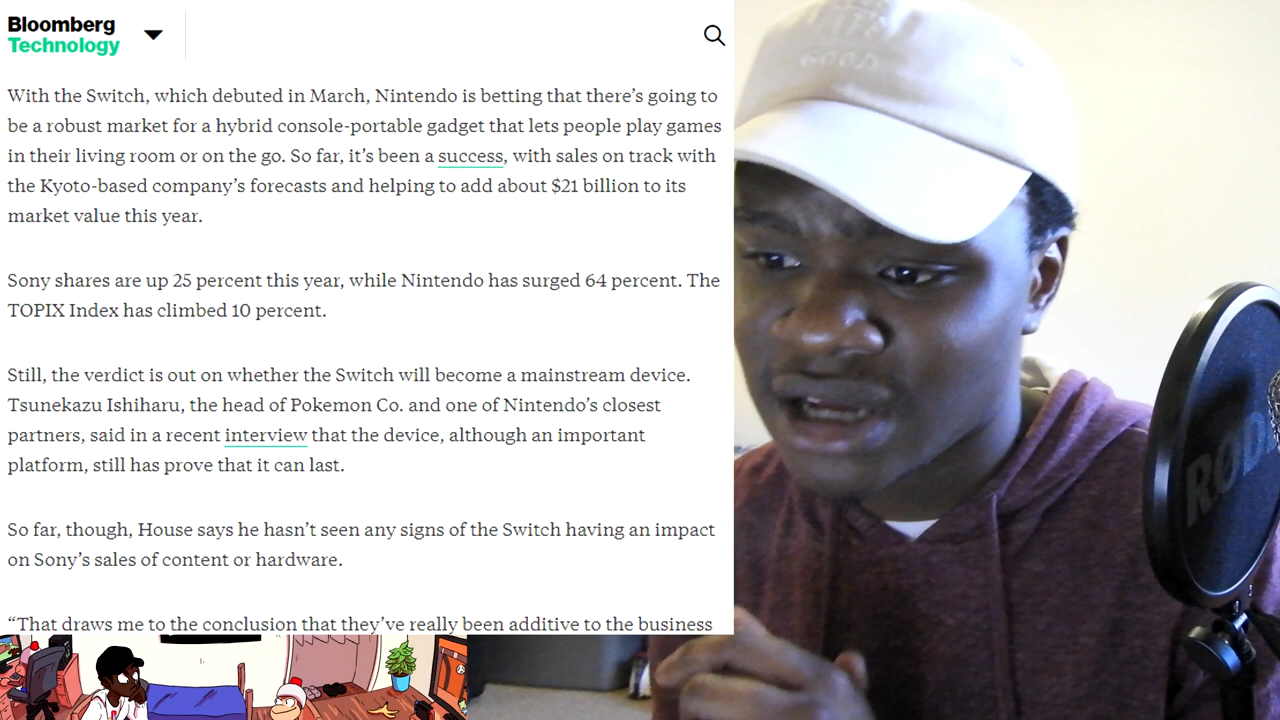 Bloomberg
Technology
With the Switch, which debuted in March, Nintendo is betting that there’s going to
be a robust market for a hybrid console-portable gadget that lets people play games
in their living room or on the go. So far, it’s been a success, with sales on track with
the Kyoto-based company’s forecasts and helping to add about $21 billion to its
market value this year.
Sony shares are up 25 percent this year, while Nintendo has surged 64 percent. The
TOPIX Index has climbed 10 percent.
Still, the verdict is out on whether the Switch will become a mainstream device.
Tsunekazu Ishiharu, the head of Pokemon Co. and one of Nintendo’s closest
partners, said in a recent interview that the device, although an important
platform, still has prove that it can last.
So far, though, House says he hasn’t seen any signs of the Switch having an impact
on Sony’s sales of content or hardware.
“That draws me to the conclusion that they’ve really been additive to the business
GOOD
RODE